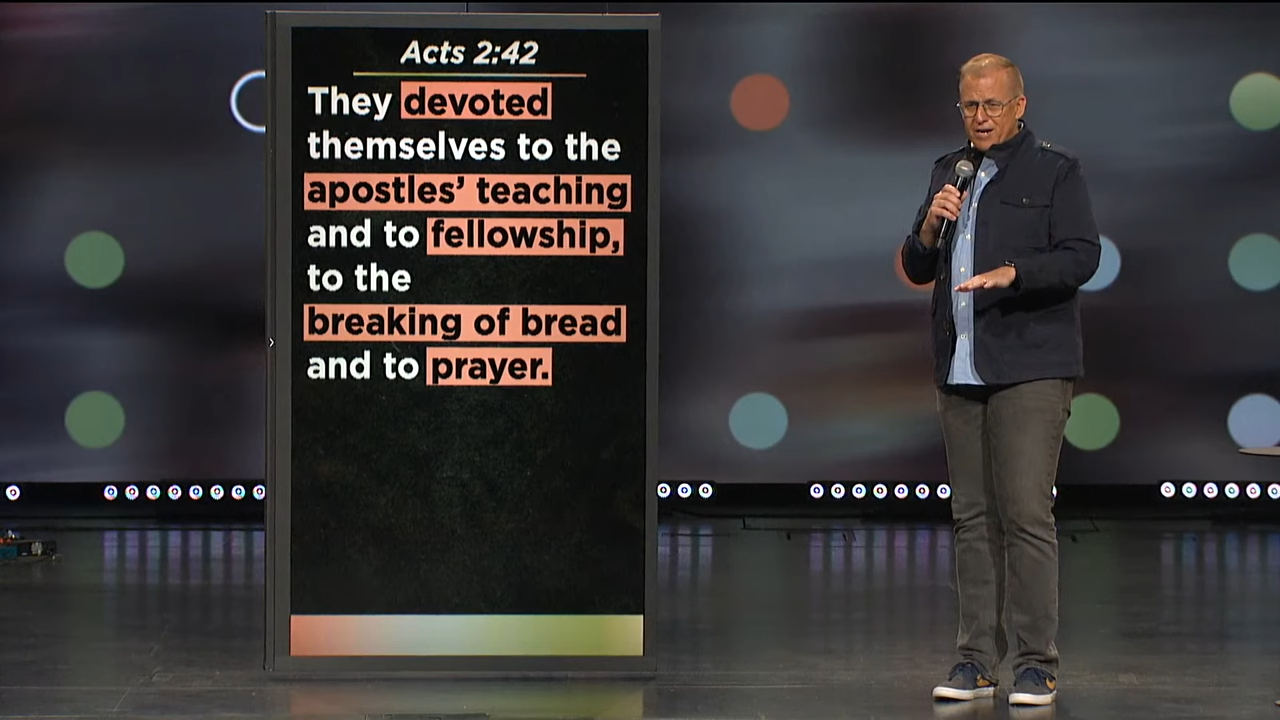 Acts 2:42
They devoted
themselves to the
apostles’ teaching
and to fellowship,
to the
breaking of bread
and to prayer.